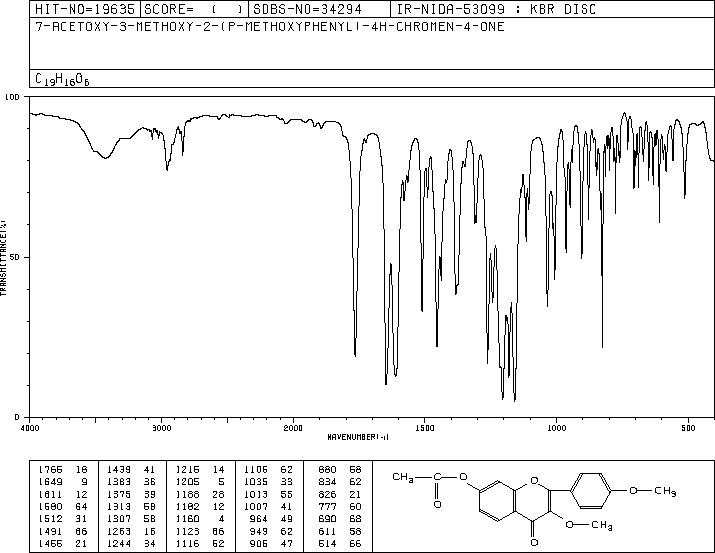 HIT-NO=19635 SCORE= ( ) SDBS-NO=34294 IR-NIDA-53099 : KBR DISC
7-ACETOXY-3-METHOXY-2-(P-METHOXYPHENYL)-4H-CHROMEN-4-ONE
C19H16O6
100
50
0
TRANSMITTANCE(%)
4000 3000 2000 1500 1000 500
WAVENUMBER(-1)
1765 18 1439 41 1215 14 1106 62 880 58
1649 9 1383 36 1205 5 1035 33 834 62
1611 12 1375 39 1188 28 1013 55 826 21
1580 64 1313 58 1182 12 1007 41 777 60
1512 31 1307 58 1160 4 964 49 690 68
1491 66 1263 16 1123 66 949 62 611 58
1455 21 1244 34 1116 52 905 47 514 66
CH3 C O O O O CH3
O O CH3
O